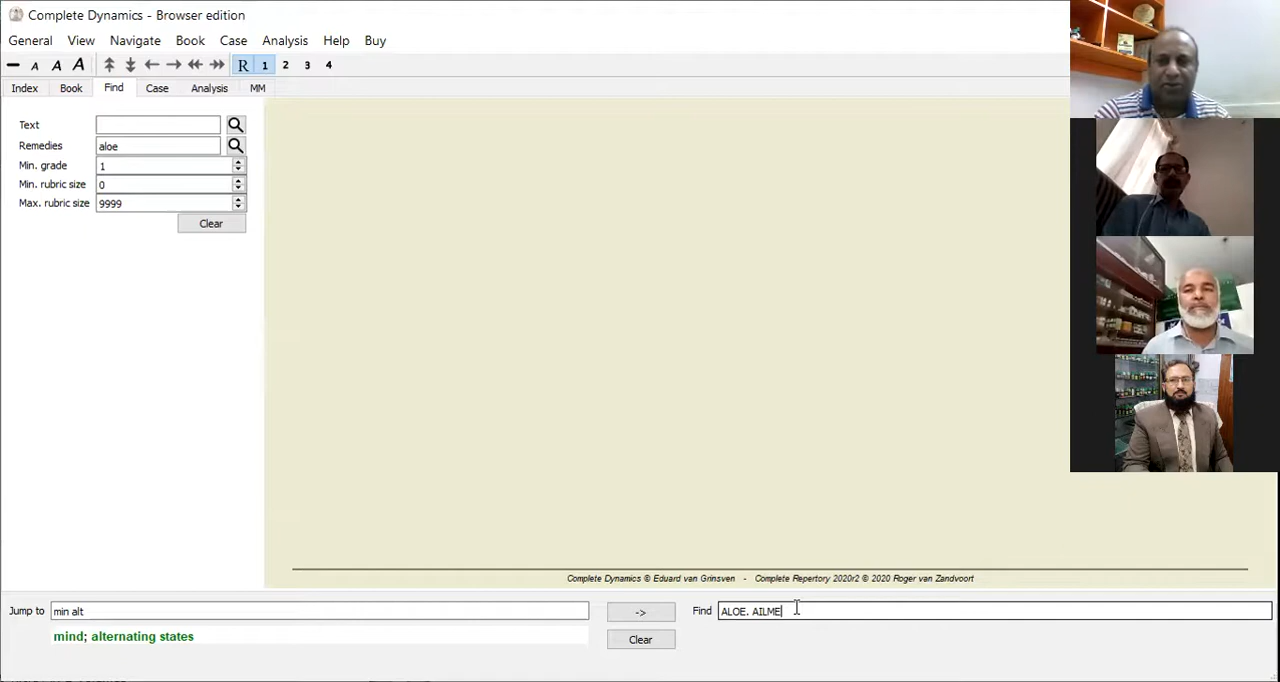 Complete Dynamics - Browser edition
General View Navigate Book Case Analysis Help Buy
A A A R 1 2 3 4
Index Book Find Case Analysis MM
Text
Remedies aloe
Min. grade 1
Min. rubric size 0
Max. rubric size 9999
Clear
Complete Dynamics © Eduard van Grinsven - Complete Repertory 2020r2 © 2020 Roger van Zandvoort
Jump to min alt -> Find ALOE. AILME
mind; alternating states Clear